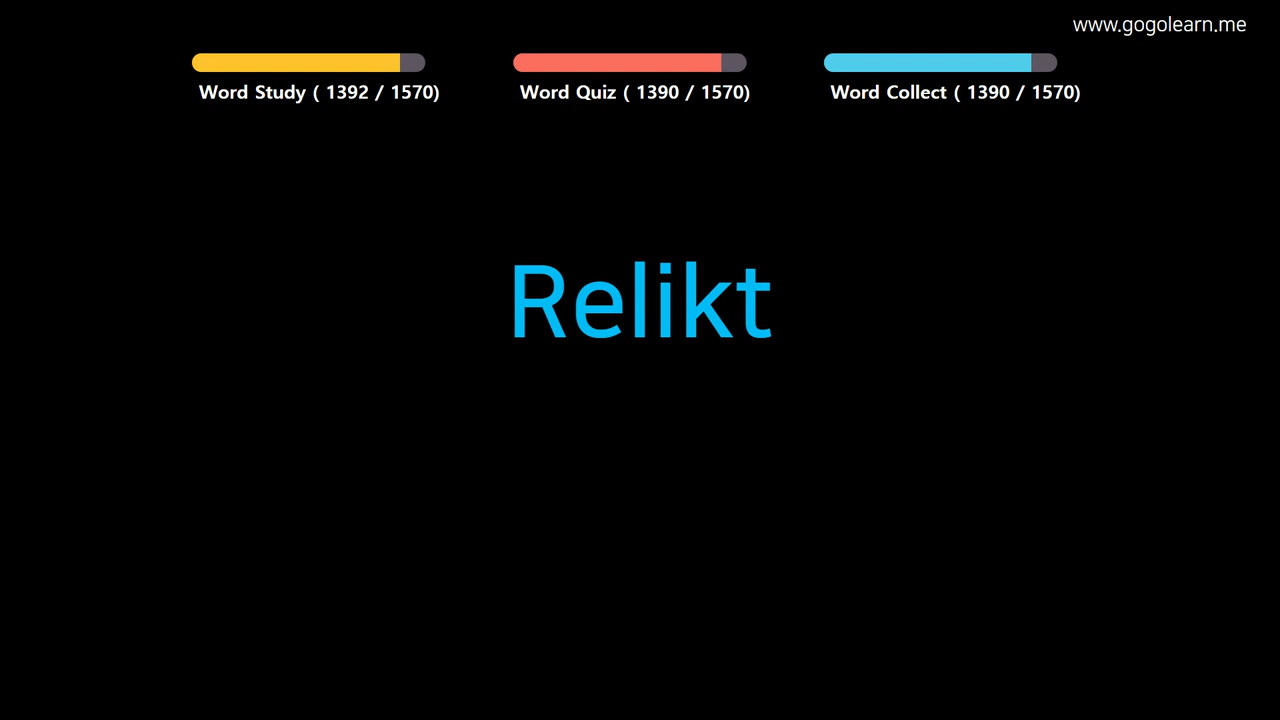 www.gogolearn.me
Word Study ( 1392 / 1570)
Word Quiz ( 1390 / 1570)
Word Collect ( 1390 / 1570)
Relikt